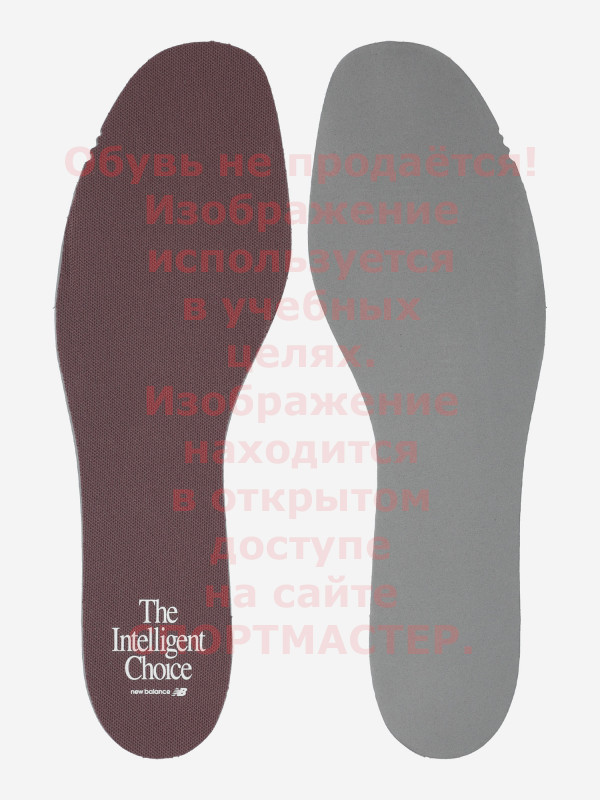 Обувь не продаётся!
Изображение
используется
в учебных
целях.
Изображение
находится
в открытом
доступе
на сайте
СПОРТМАСТЕР.
The
Intelligent
Choice
new balance NB